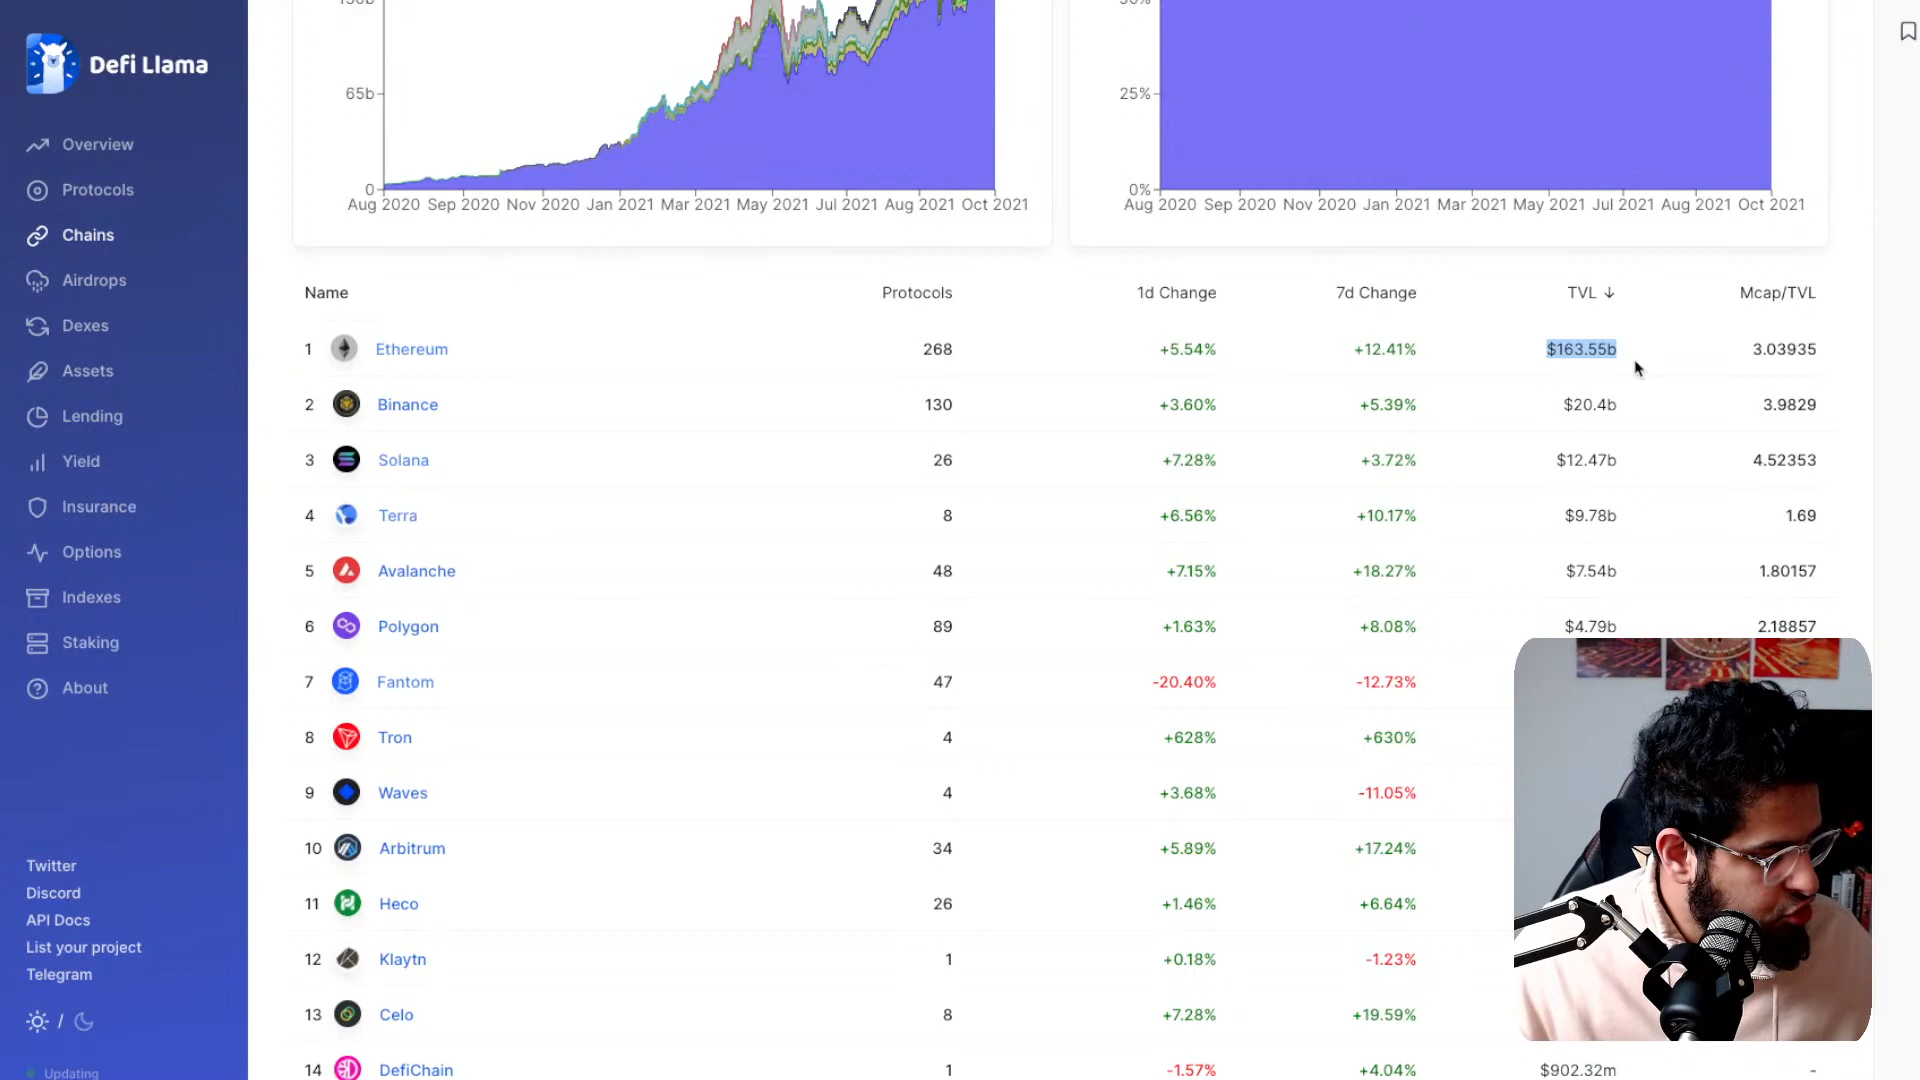 Defi Llama
Overview
Protocols
Chains
Airdrops
Dexes
Assets
Lending
Yield
Insurance
Options
Indexes
Staking
About
Twitter
Discord
API Docs
List your project
Telegram
/
Updating
65b
0
Aug 2020 Sep 2020 Nov 2020 Jan 2021 Mar 2021 May 2021 Jul 2021 Aug 2021 Oct 2021
25%
0%
Aug 2020 Sep 2020 Nov 2020 Jan 2021 Mar 2021 May 2021 Jul 2021 Aug 2021 Oct 2021
Name Protocols 1d Change 7d Change TVL ↓ Mcap/TVL
1 Ethereum 268 +5.54% +12.41% $163.55b 3.03935
2 Binance 130 +3.60% +5.39% $20.4b 3.9829
3 Solana 26 +7.28% +3.72% $12.47b 4.52353
4 Terra 8 +6.56% +10.17% $9.78b 1.69
5 Avalanche 48 +7.15% +18.27% $7.54b 1.80157
6 Polygon 89 +1.63% +8.08% $4.79b 2.18857
7 Fantom 47 -20.40% -12.73%
8 Tron 4 +628% +630%
9 Waves 4 +3.68% -11.05%
10 Arbitrum 34 +5.89% +17.24%
11 Heco 26 +1.46% +6.64%
12 Klaytn 1 +0.18% -1.23%
13 Celo 8 +7.28% +19.59%
14 DefiChain 1 -1.57% +4.04% $902.32m -